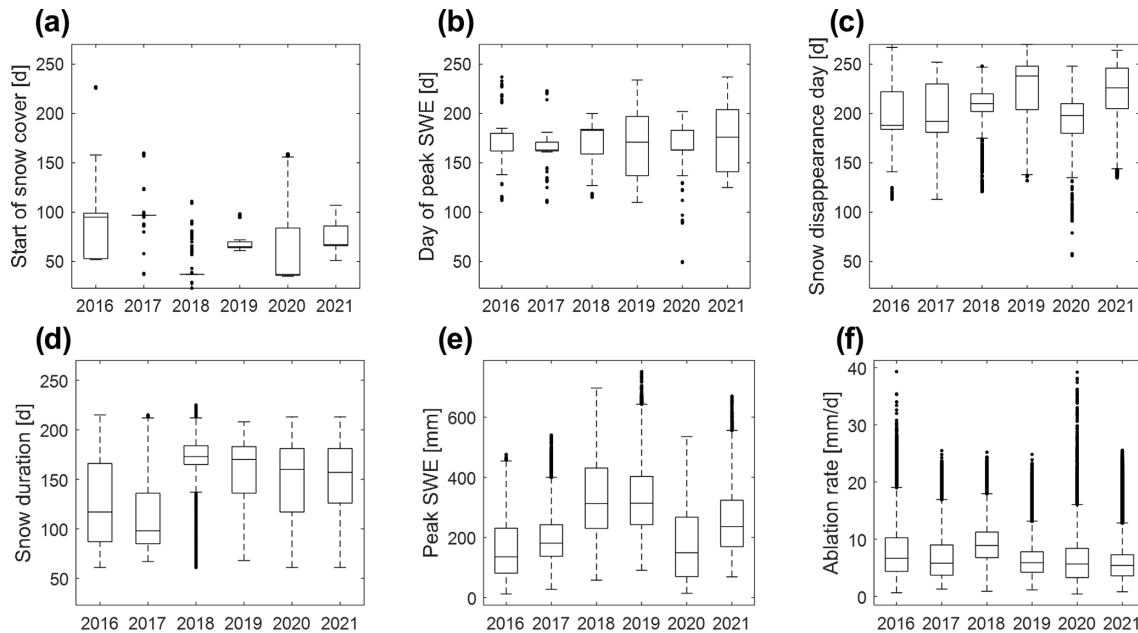 (a)
Start of snow cover [d]
250
200
150
100
50
2016 2017 2018 2019 2020 2021
(b)
Day of peak SWE [d]
250
200
150
100
50
2016 2017 2018 2019 2020 2021
(c)
Snow disappearance day [d]
250
200
150
100
50
2016 2017 2018 2019 2020 2021
(d)
Snow duration [d]
250
200
150
100
50
2016 2017 2018 2019 2020 2021
(e)
Peak SWE [mm]
600
400
200
0
2016 2017 2018 2019 2020 2021
(f)
Ablation rate [mm/d]
40
30
20
10
0
2016 2017 2018 2019 2020 2021